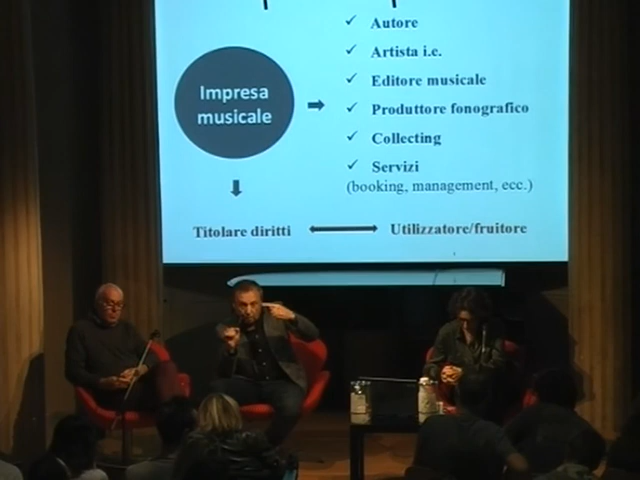 Autore
Artista i.e.
Editore musicale
Impresa
musicale
Produttore fonografico
Collecting
Servizi
(booking, management, ecc.)
Titolare diritti
Utilizzatore/fruitore